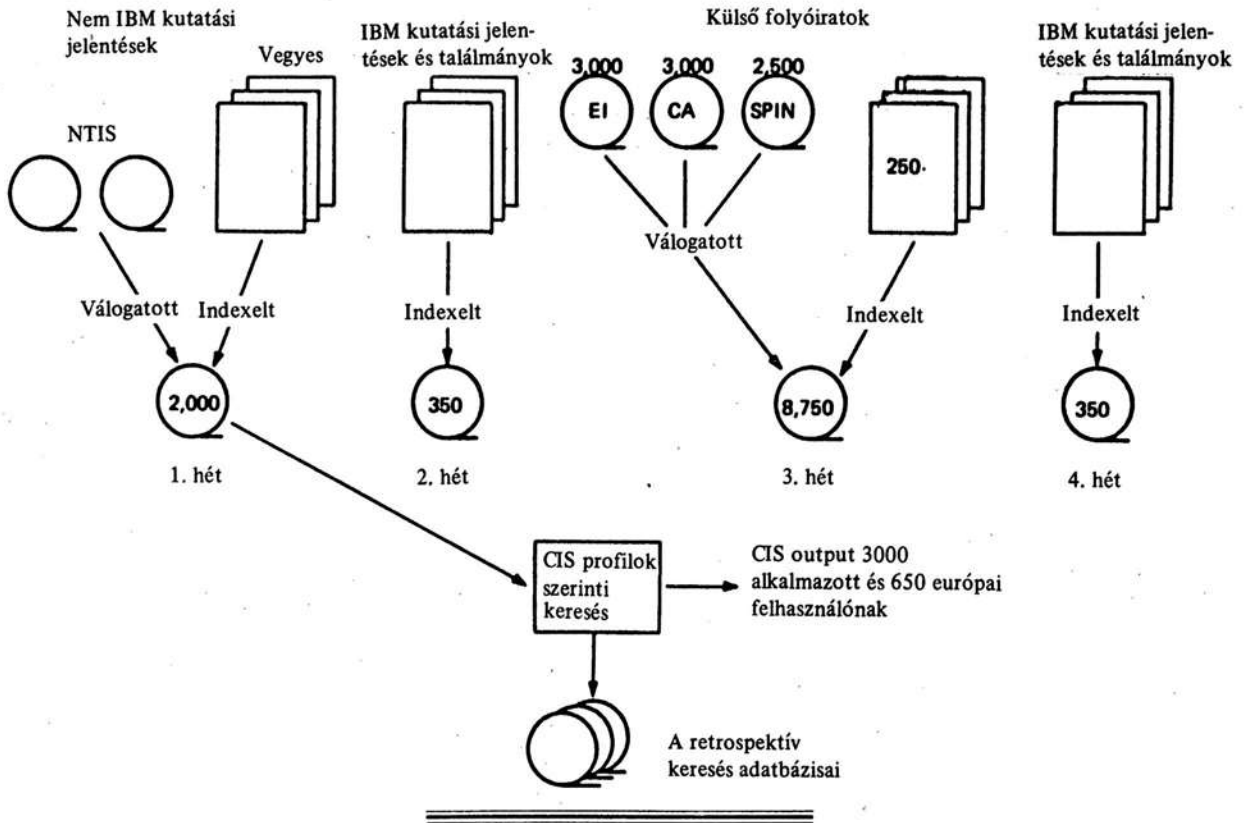 Nem IBM kutatási
jelentések
Vegyes
NTIS
Válogatott
Indexelt
2,000
1. hét
IBM kutatási jelen-
tések és találmányok
Indexelt
350
2. hét
Külső folyóiratok
3,000
3,000
2,500
EI
CA
SPIN
250
Válogatott
Indexelt
8,750
3. hét
IBM kutatási jelen-
tések és találmányok
Indexelt
350
4. hét
CIS profilok
szerinti
keresés
CIS output 3000
alkalmazott és 650 európai
felhasználónak
A retrospektív
keresés adatbázisai